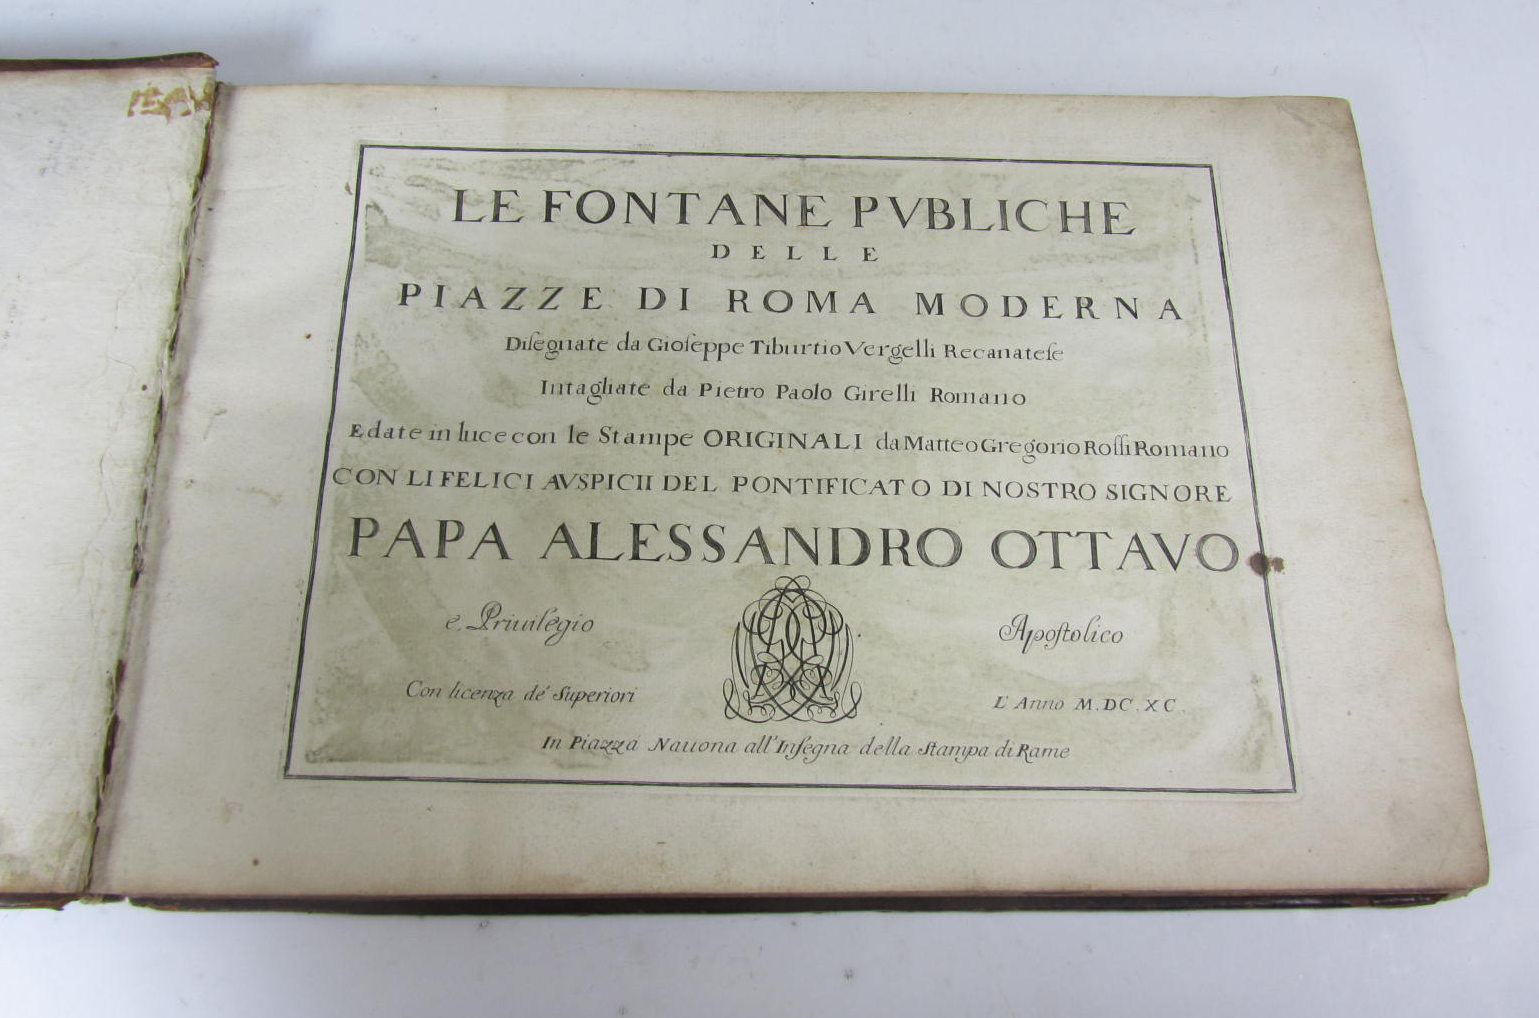 LE FONTANE PVBLICHE
DELLE
PIAZZE DI ROMA MODERNA
Diſegnate da Gioſeppe Tiburtio Vergelli Recanateſe
Intagliate da Pietro Paolo Girelli Romano
E date in luce con le Stampe ORIGINALI da Matteo Gregorio Roſſi Romano
CON LI FELICI AVSPICII DEL PONTIFICATO DI NOSTRO SIGNORE
PAPA ALESSANDRO OTTAVO
e Priuilégio Apoſtolico
Con licenza de' Superiori L' Anno M.DC.XC.
In Piazza Nauona all' Inſegna della Stampa di Rame